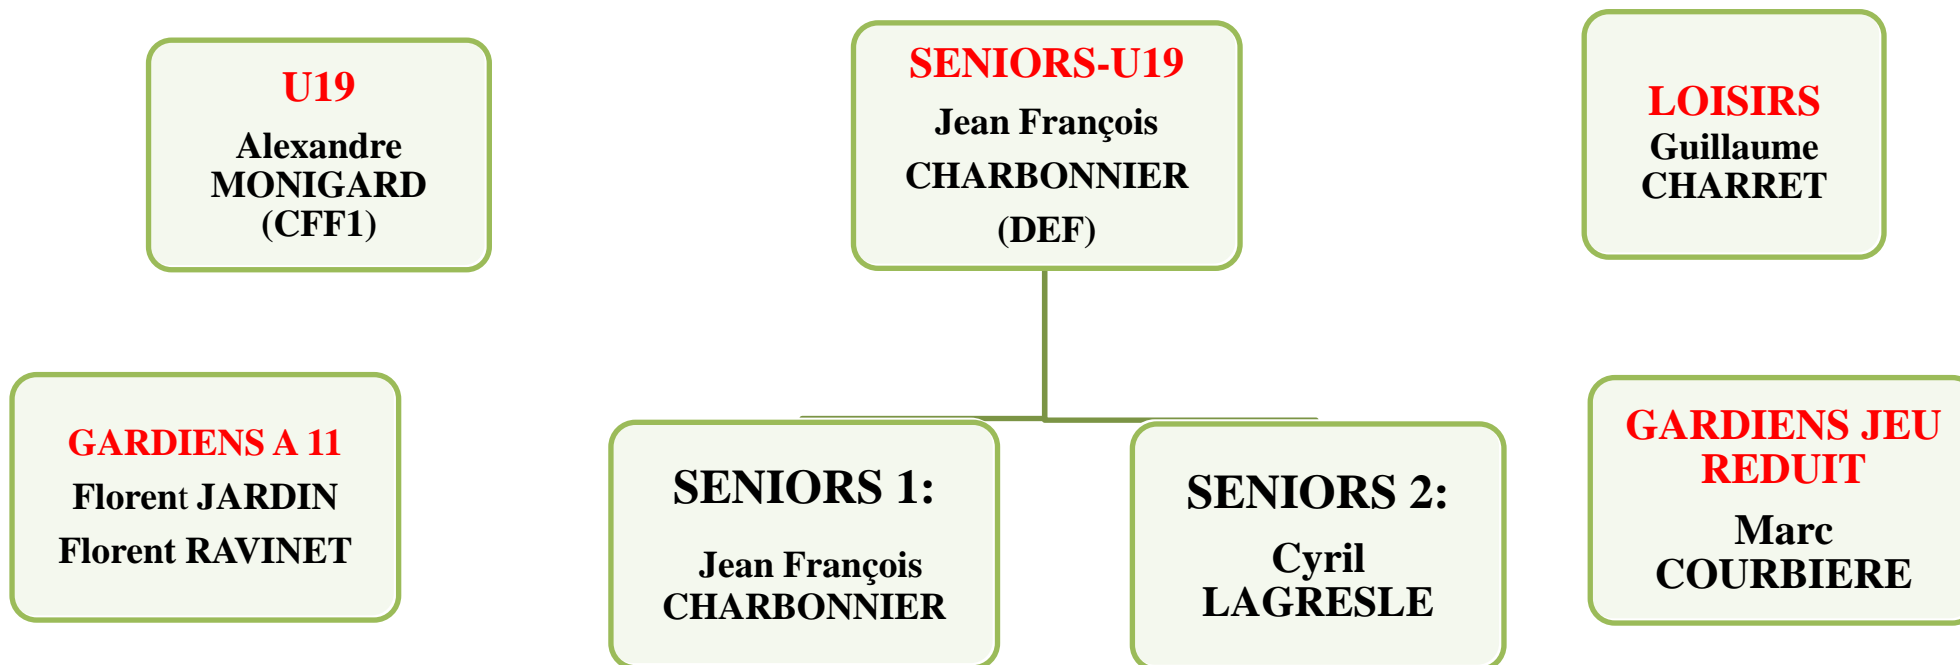 U19
Alexandre
MONIGARD
(CFF1)
SENIORS-U19
Jean François
CHARBONNIER
(DEF)
LOISIRS
Guillaume
CHARRET
GARDIENS A 11
Florent JARDIN
Florent RAVINET
SENIORS 1:
Jean François
CHARBONNIER
SENIORS 2:
Cyril
LAGRESLE
GARDIENS JEU
REDUIT
Marc
COURBIERE